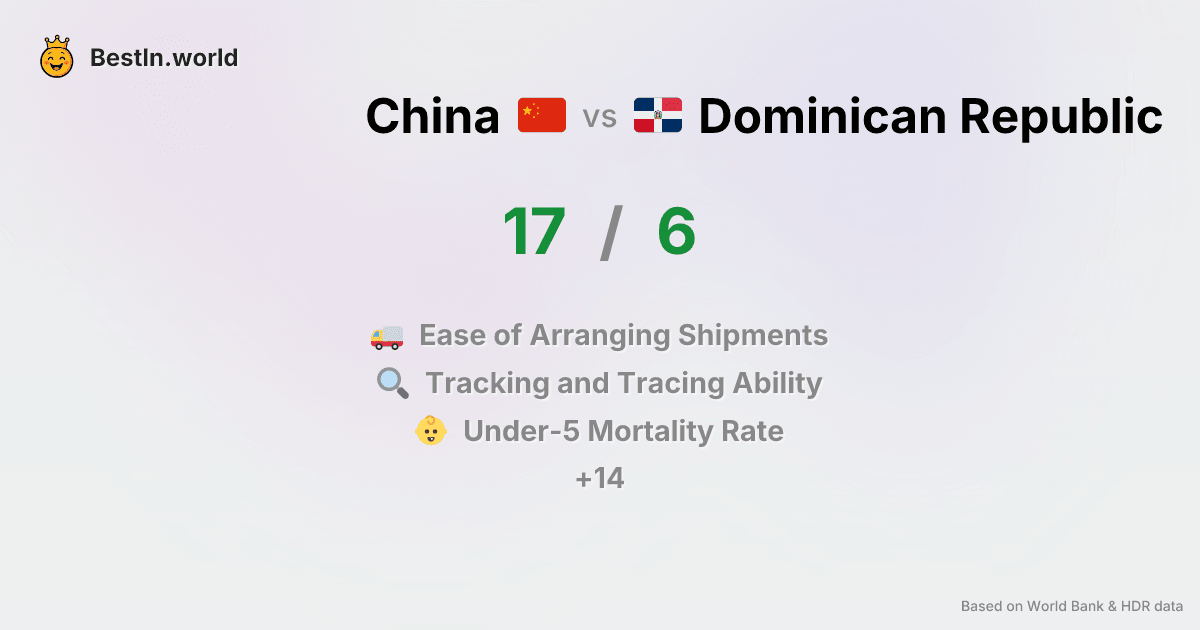 BestIn.world
China vs Dominican Republic
17 / 6
Ease of Arranging Shipments
Tracking and Tracing Ability
Under-5 Mortality Rate
+14
Based on World Bank & HDR data